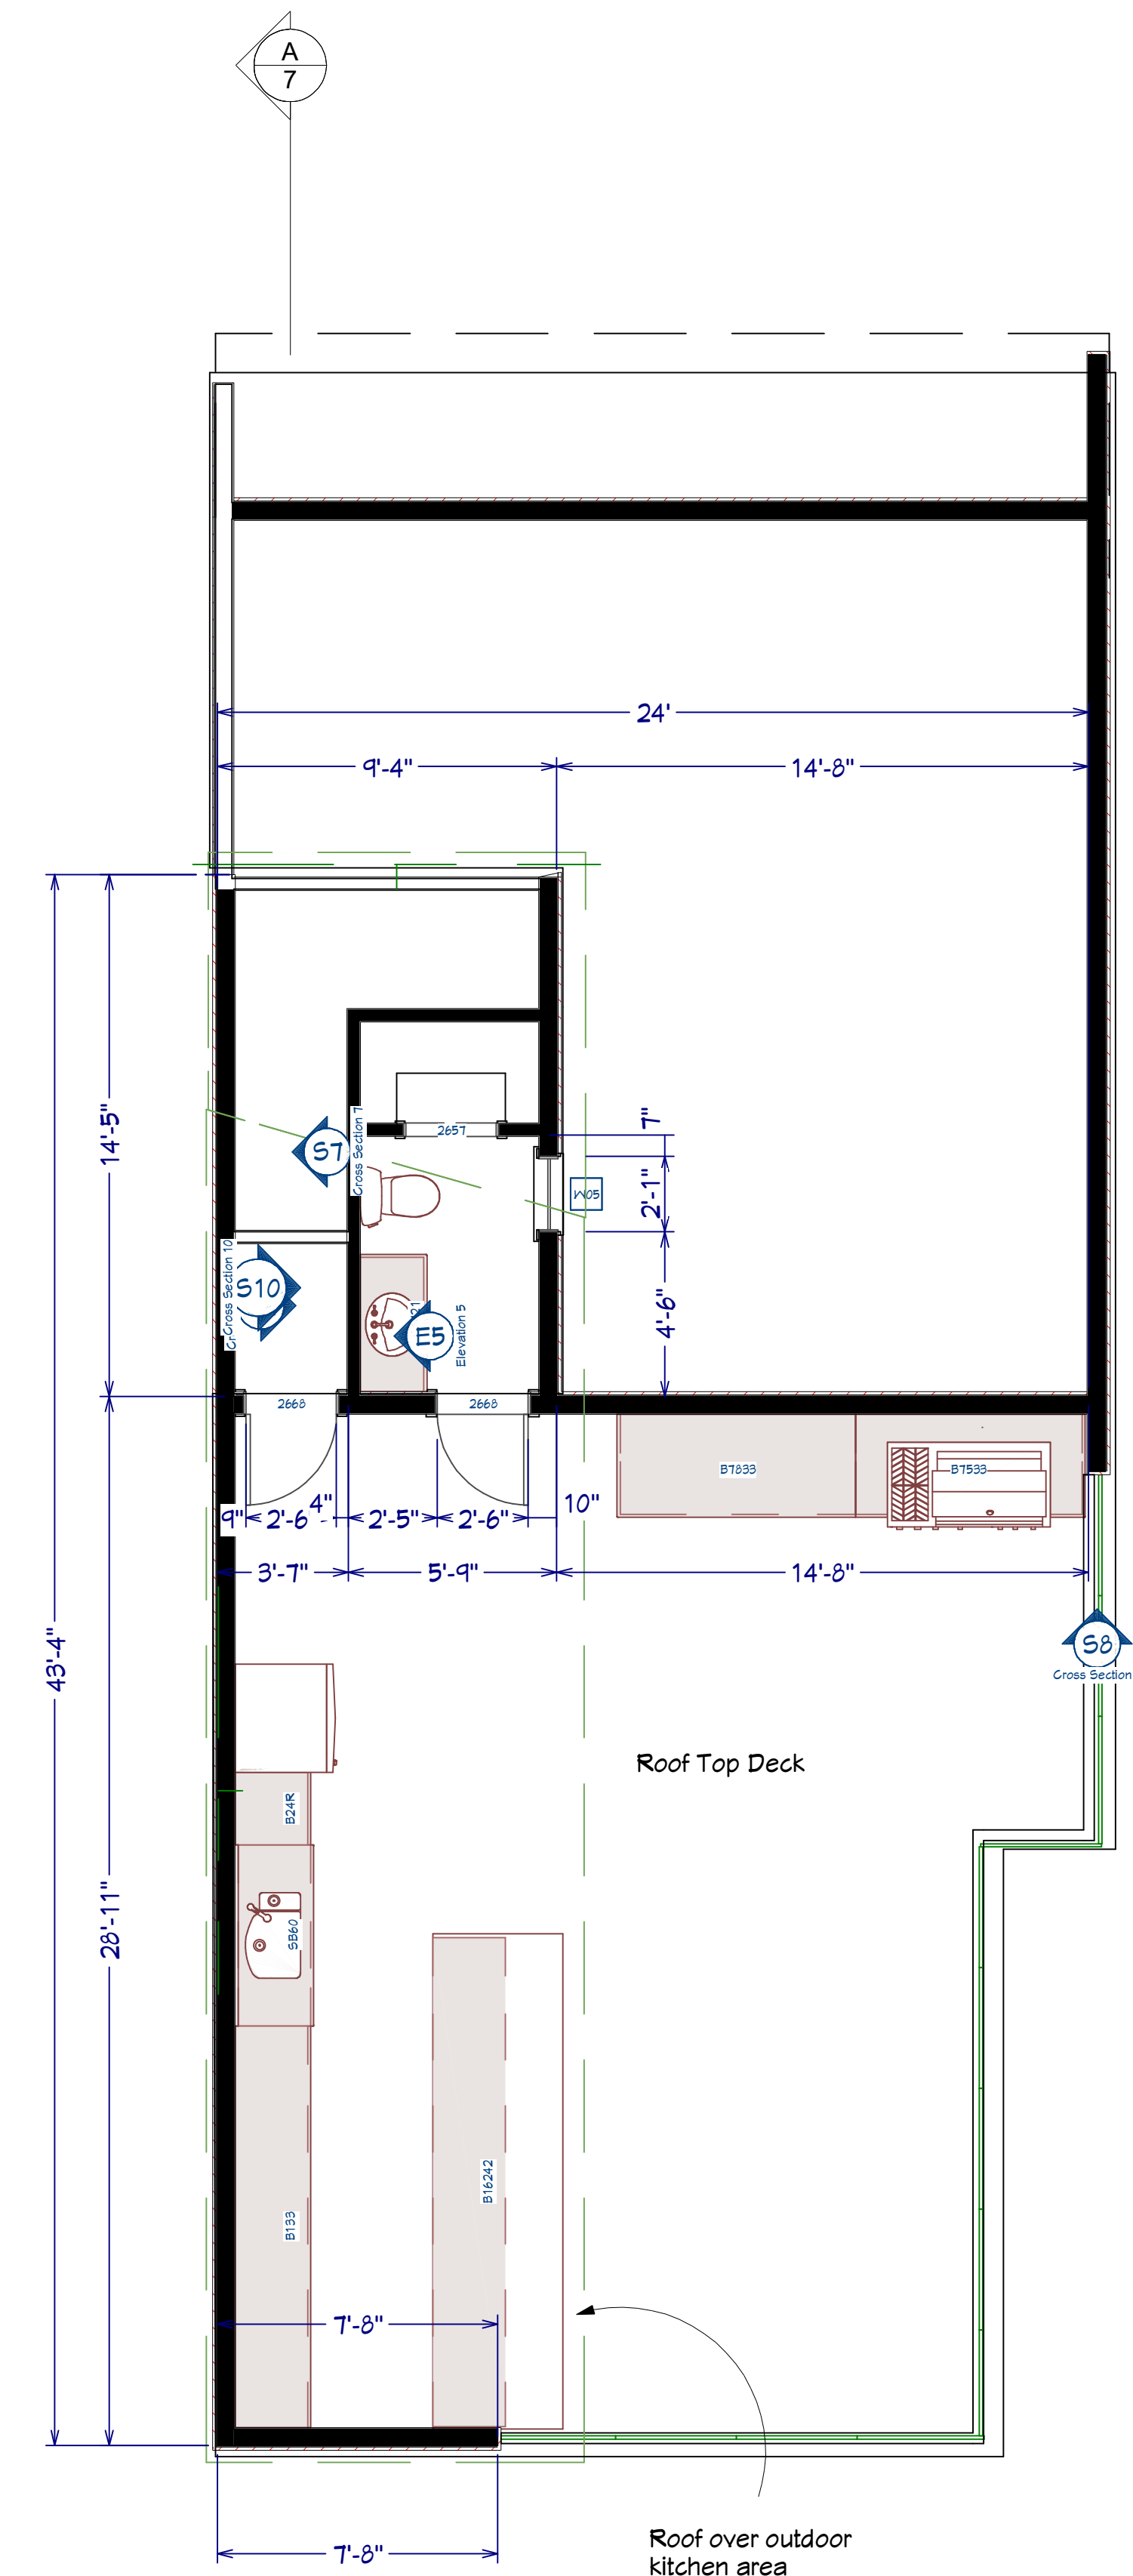 A
7
24'
9'-4"
14'-8"
7"
14'-5"
2657
Cross Section 7
S7
2'-1"
W05
Cross Section 10
S10
4'-6"
21
E5
Elevation 5
2668
2668
B7833
B7533
9"
2'-6
4"
2'-5"
2'-6"
10"
3'-7"
5'-9"
14'-8"
43'-4"
S8
Cross Section
Roof Top Deck
B24R
28'-11"
SB60
B16242
B133
7'-8"
Roof over outdoor
kitchen area
7'-8"